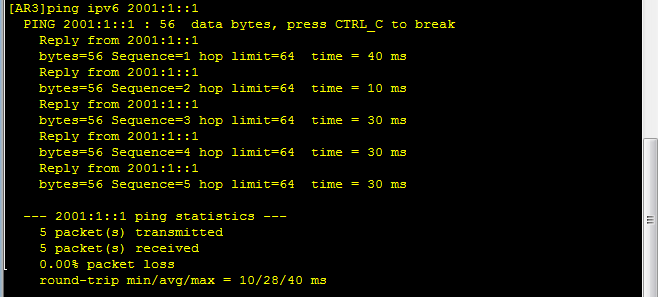 [AR3]ping ipv6 2001:1::1
PING 2001:1::1 : 56  data bytes, press CTRL_C to break
Reply from 2001:1::1
bytes=56 Sequence=1 hop limit=64  time = 40 ms
Reply from 2001:1::1
bytes=56 Sequence=2 hop limit=64  time = 10 ms
Reply from 2001:1::1
bytes=56 Sequence=3 hop limit=64  time = 30 ms
Reply from 2001:1::1
bytes=56 Sequence=4 hop limit=64  time = 30 ms
Reply from 2001:1::1
bytes=56 Sequence=5 hop limit=64  time = 30 ms
--- 2001:1::1 ping statistics ---
5 packet(s) transmitted
5 packet(s) received
0.00% packet loss
round-trip min/avg/max = 10/28/40 ms